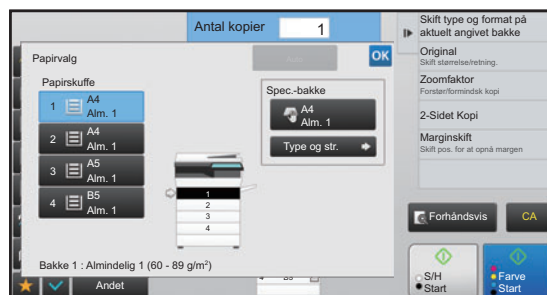 Antal kopier 1
Papirvalg
Auto
OK
Papirskuffe
1 A4
Alm. 1
2 A4
Alm. 1
3 A5
Alm. 1
4 B5
Alm. 1
Spec.-bakke
A4
Alm. 1
Type og str.
1
2
3
4
Bakke 1 : Almindelig 1 (60 - 89 g/m²)
Andet
Skift type og format på
aktuelt angivet bakke
Original
Skift størrelse/retning.
Zoomfaktor
Forstør/formindsk kopi
2-Sidet Kopi
Marginskift
Skift pos. for at opnå margen
Forhåndsvis
CA
S/H
Start
Farve
Start